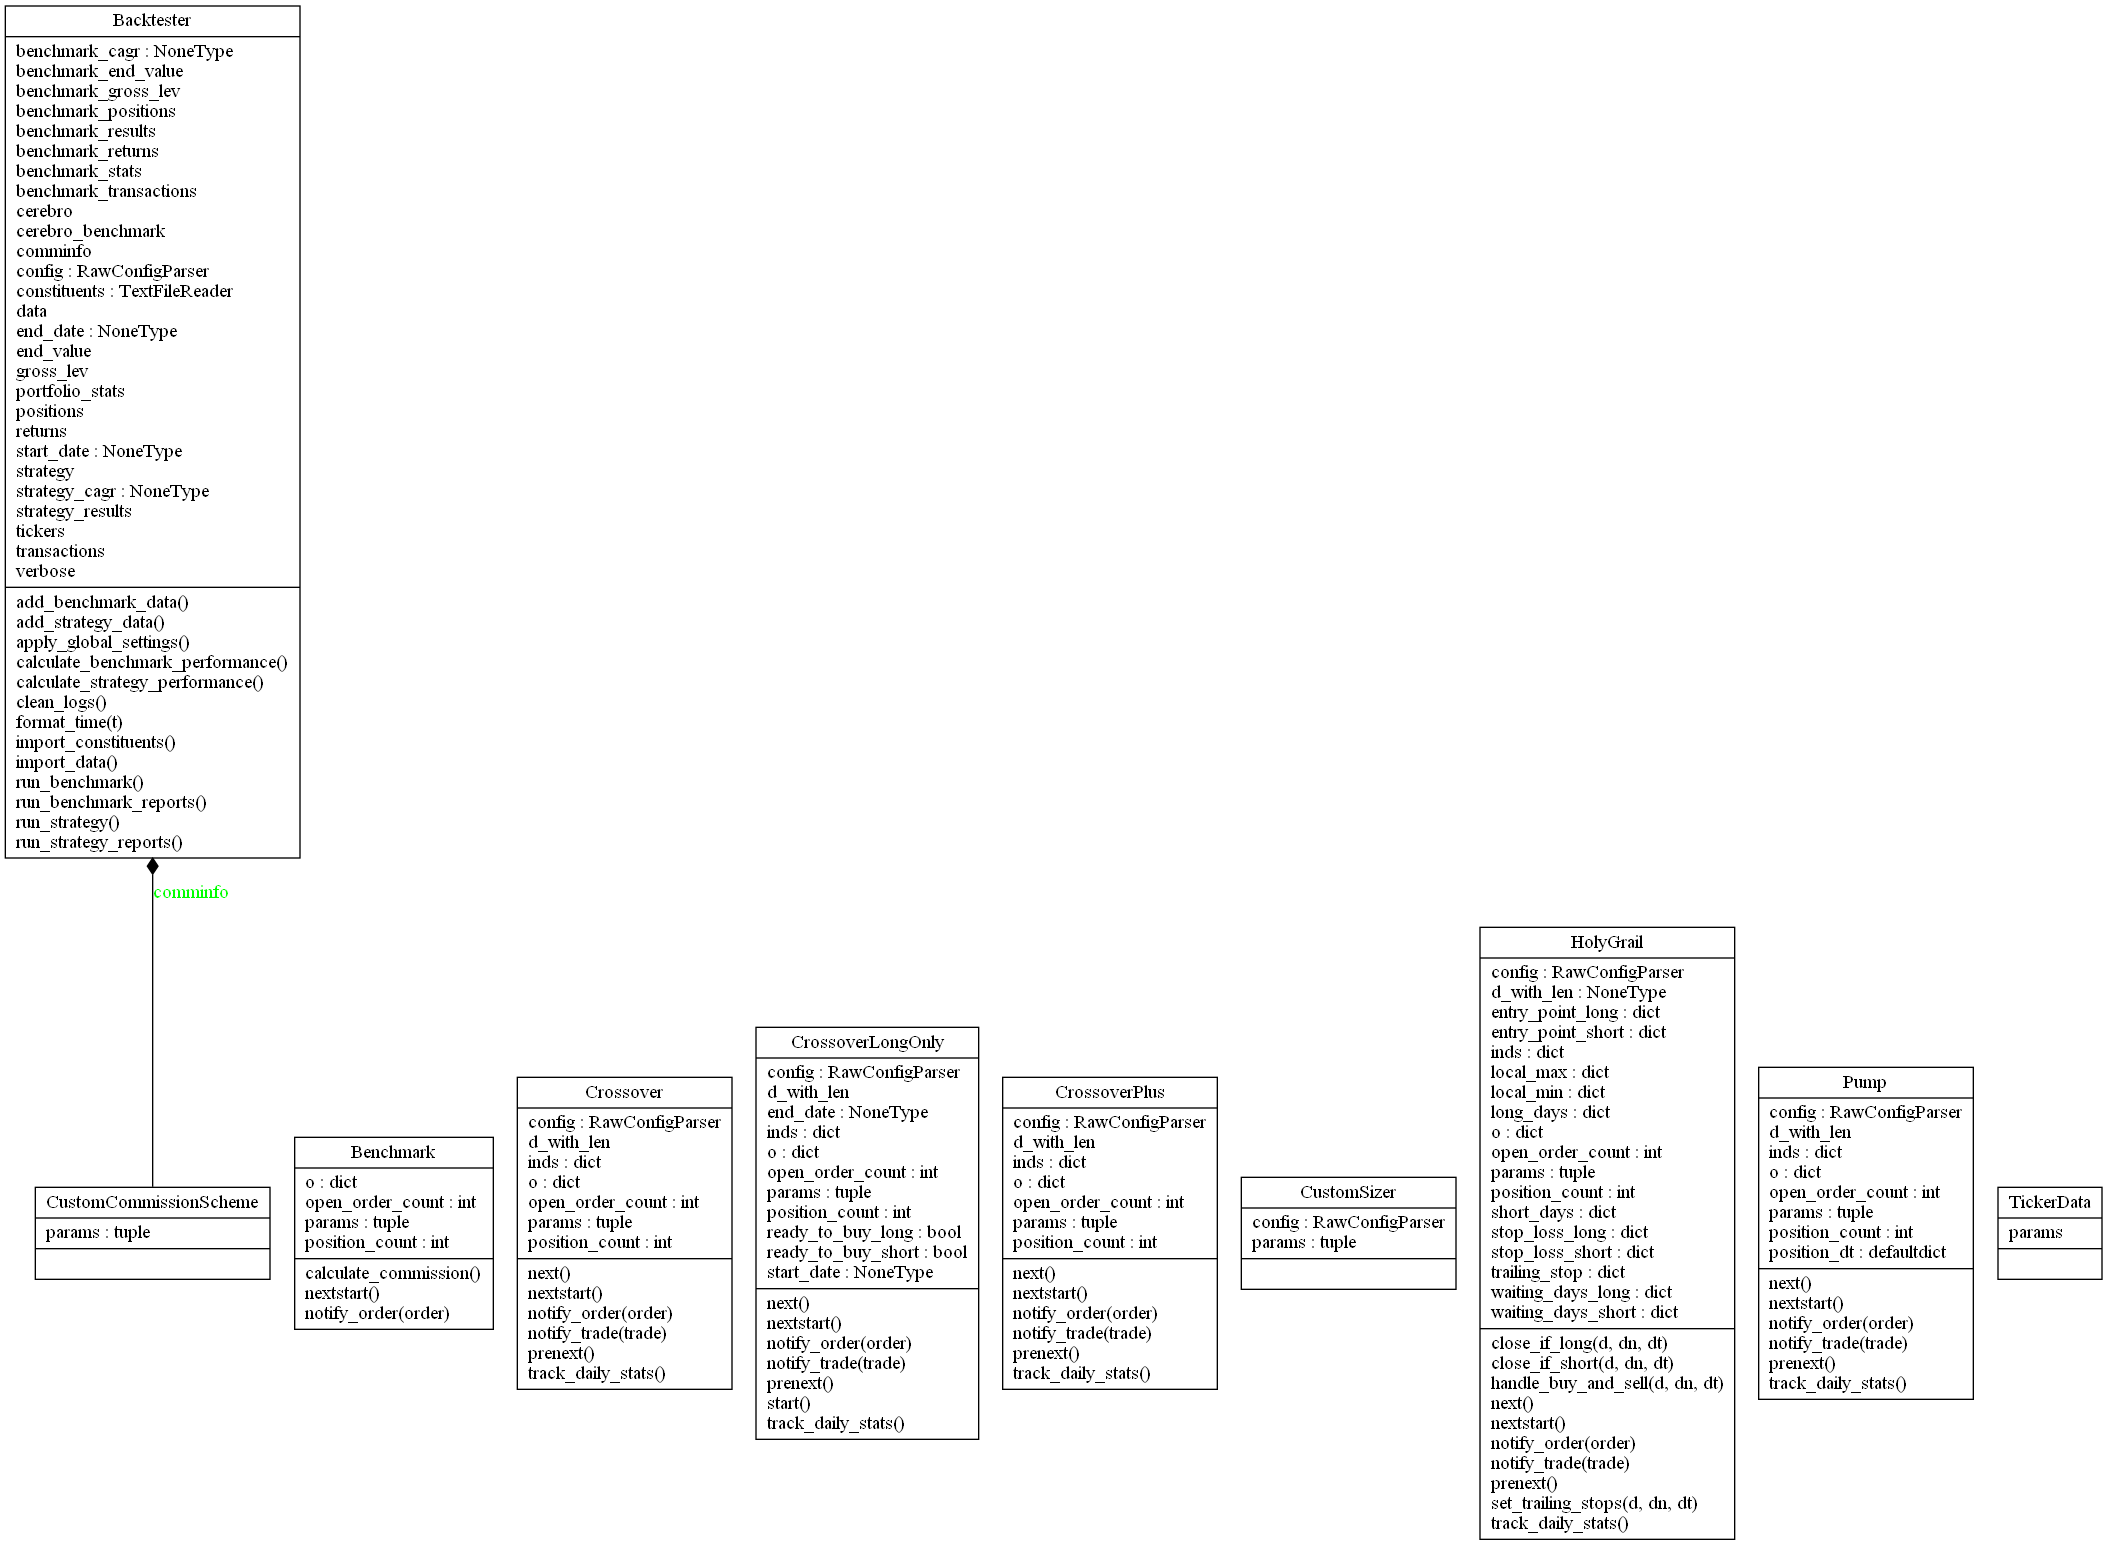 Backtester
benchmark_cagr : NoneType
benchmark_end_value
benchmark_gross_lev
benchmark_positions
benchmark_results
benchmark_returns
benchmark_stats
benchmark_transactions
cerebro
cerebro_benchmark
comminfo
config : RawConfigParser
constituents : TextFileReader
data
end_date : NoneType
end_value
gross_lev
portfolio_stats
positions
returns
start_date : NoneType
strategy
strategy_cagr : NoneType
strategy_results
tickers
transactions
verbose
add_benchmark_data()
add_strategy_data()
apply_global_settings()
calculate_benchmark_performance()
calculate_strategy_performance()
clean_logs()
format_time(t)
import_constituents()
import_data()
run_benchmark()
run_benchmark_reports()
run_strategy()
run_strategy_reports()
comminfo
CustomCommissionScheme
params : tuple
Benchmark
o : dict
open_order_count : int
params : tuple
position_count : int
calculate_commission()
nextstart()
notify_order(order)
Crossover
config : RawConfigParser
d_with_len
inds : dict
o : dict
open_order_count : int
params : tuple
position_count : int
next()
nextstart()
notify_order(order)
notify_trade(trade)
prenext()
track_daily_stats()
CrossoverLongOnly
config : RawConfigParser
d_with_len
end_date : NoneType
inds : dict
o : dict
open_order_count : int
params : tuple
position_count : int
ready_to_buy_long : bool
ready_to_buy_short : bool
start_date : NoneType
next()
nextstart()
notify_order(order)
notify_trade(trade)
prenext()
start()
track_daily_stats()
CrossoverPlus
config : RawConfigParser
d_with_len
inds : dict
o : dict
open_order_count : int
params : tuple
position_count : int
next()
nextstart()
notify_order(order)
notify_trade(trade)
prenext()
track_daily_stats()
CustomSizer
config : RawConfigParser
params : tuple
HolyGrail
config : RawConfigParser
d_with_len : NoneType
entry_point_long : dict
entry_point_short : dict
inds : dict
local_max : dict
local_min : dict
long_days : dict
o : dict
open_order_count : int
params : tuple
position_count : int
short_days : dict
stop_loss_long : dict
stop_loss_short : dict
trailing_stop : dict
waiting_days_long : dict
waiting_days_short : dict
close_if_long(d, dn, dt)
close_if_short(d, dn, dt)
handle_buy_and_sell(d, dn, dt)
next()
nextstart()
notify_order(order)
notify_trade(trade)
prenext()
set_trailing_stops(d, dn, dt)
track_daily_stats()
Pump
config : RawConfigParser
d_with_len
inds : dict
o : dict
open_order_count : int
params : tuple
position_count : int
position_dt : defaultdict
next()
nextstart()
notify_order(order)
notify_trade(trade)
prenext()
track_daily_stats()
TickerData
params